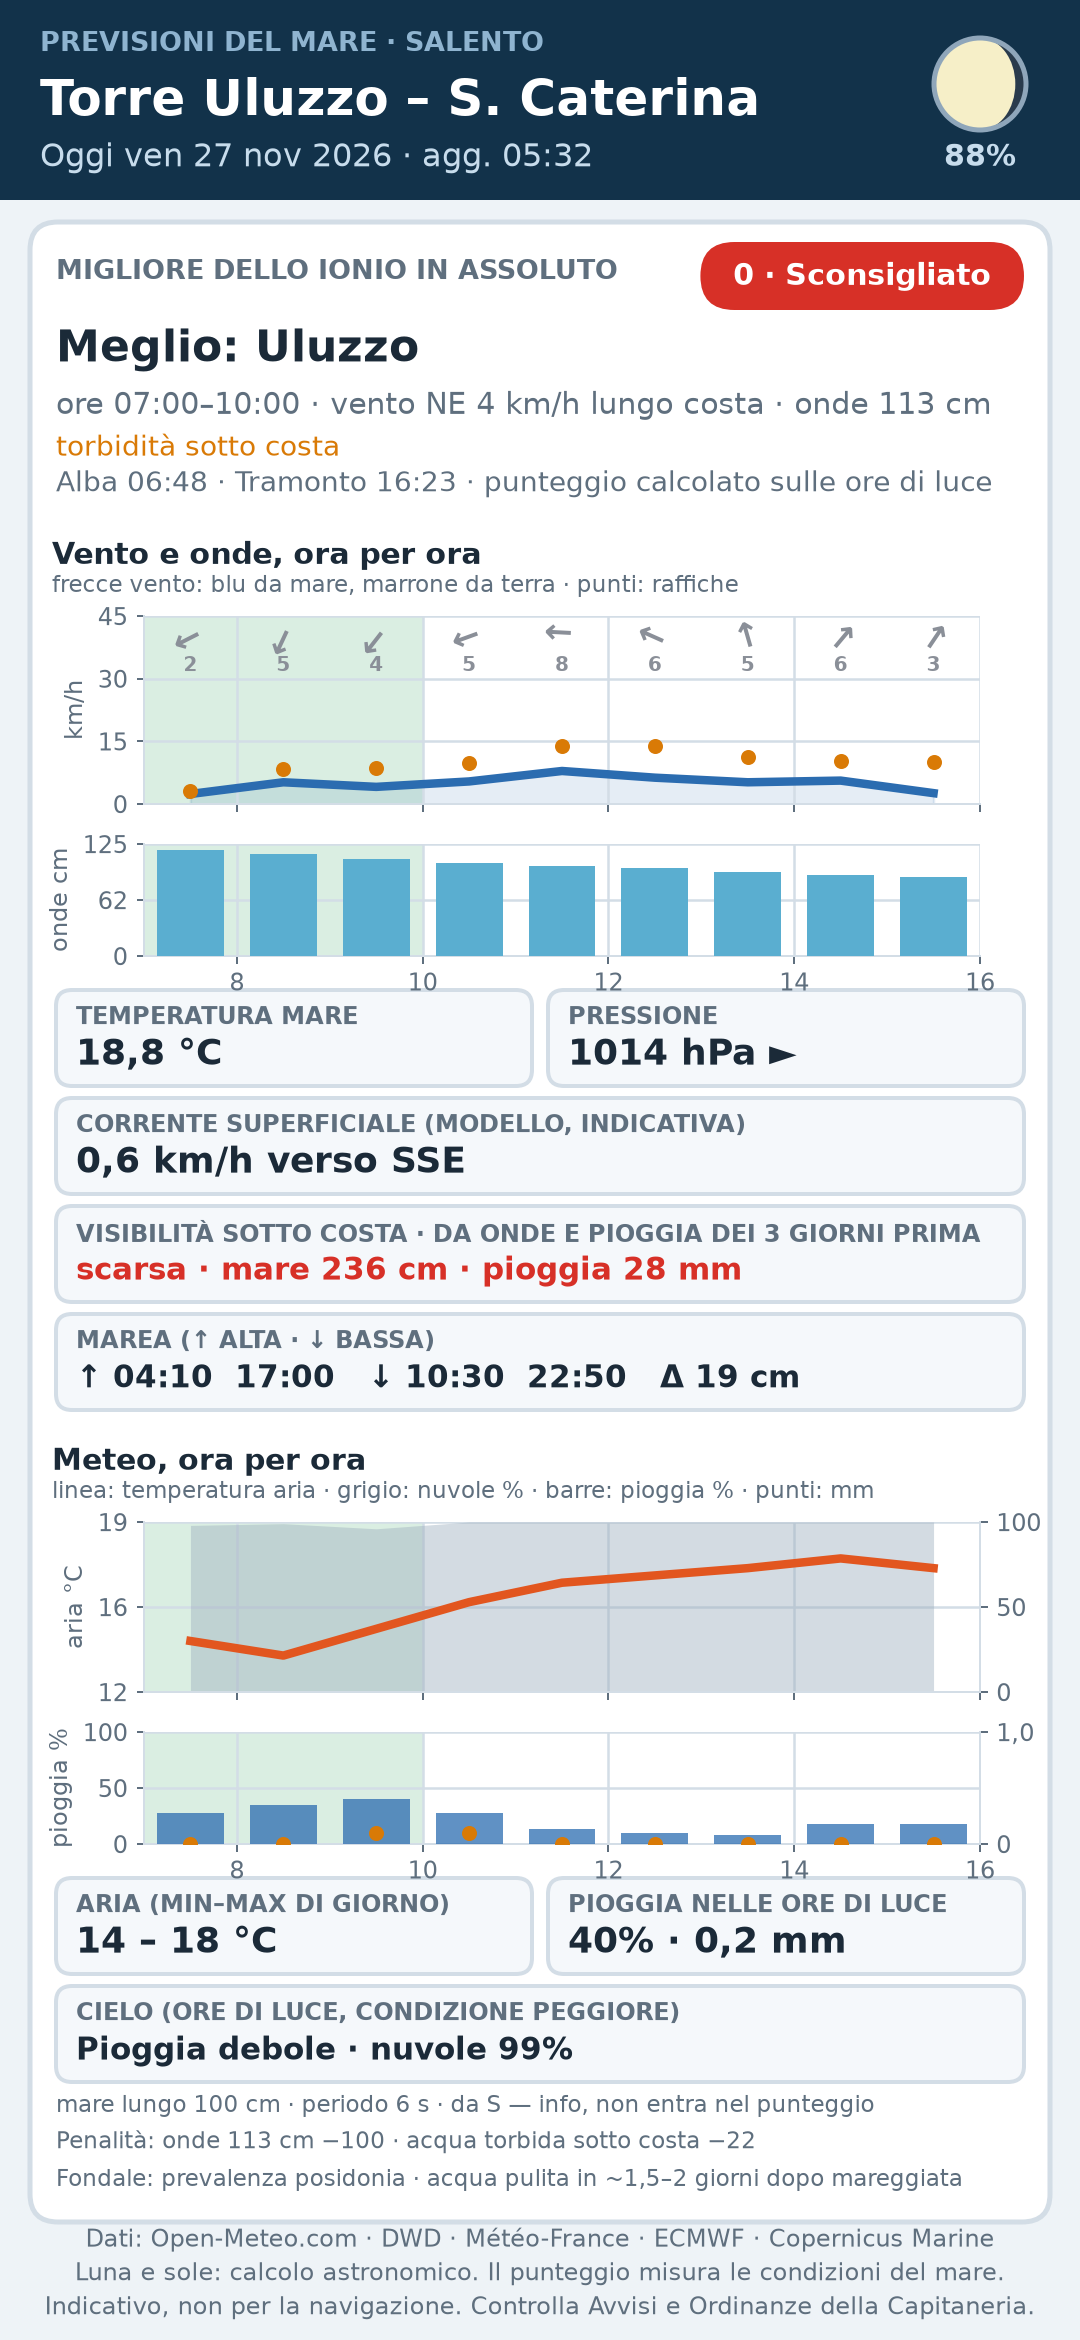 PREVISIONI DEL MARE · SALENTO
Torre Uluzzo – S. Caterina
Oggi ven 27 nov 2026 · agg. 05:32
88%
MIGLIORE DELLO IONIO IN ASSOLUTO
0 · Sconsigliato
Meglio: Uluzzo
ore 07:00–10:00 · vento NE 4 km/h lungo costa · onde 113 cm
torbidità sotto costa
Alba 06:48 · Tramonto 16:23 · punteggio calcolato sulle ore di luce
Vento e onde, ora per ora
frecce vento: blu da mare, marrone da terra · punti: raffiche
45
30
15
0
km/h
2 5 4 5 8 6 5 6 3
125
62
0
onde cm
8 10 12 14 16
TEMPERATURA MARE
18,8 °C
PRESSIONE
1014 hPa ►
CORRENTE SUPERFICIALE (MODELLO, INDICATIVA)
0,6 km/h verso SSE
VISIBILITÀ SOTTO COSTA · DA ONDE E PIOGGIA DEI 3 GIORNI PRIMA
scarsa · mare 236 cm · pioggia 28 mm
MAREA (↑ ALTA · ↓ BASSA)
↑ 04:10 17:00 ↓ 10:30 22:50 Δ 19 cm
Meteo, ora per ora
linea: temperatura aria · grigio: nuvole % · barre: pioggia % · punti: mm
19
16
12
aria °C
100
50
0
100
50
0
pioggia %
1,0
0
8 10 12 14 16
ARIA (MIN–MAX DI GIORNO)
14 – 18 °C
PIOGGIA NELLE ORE DI LUCE
40% · 0,2 mm
CIELO (ORE DI LUCE, CONDIZIONE PEGGIORE)
Pioggia debole · nuvole 99%
mare lungo 100 cm · periodo 6 s · da S — info, non entra nel punteggio
Penalità: onde 113 cm −100 · acqua torbida sotto costa −22
Fondale: prevalenza posidonia · acqua pulita in ~1,5–2 giorni dopo mareggiata
Dati: Open-Meteo.com · DWD · Météo-France · ECMWF · Copernicus Marine
Luna e sole: calcolo astronomico. Il punteggio misura le condizioni del mare.
Indicativo, non per la navigazione. Controlla Avvisi e Ordinanze della Capitaneria.